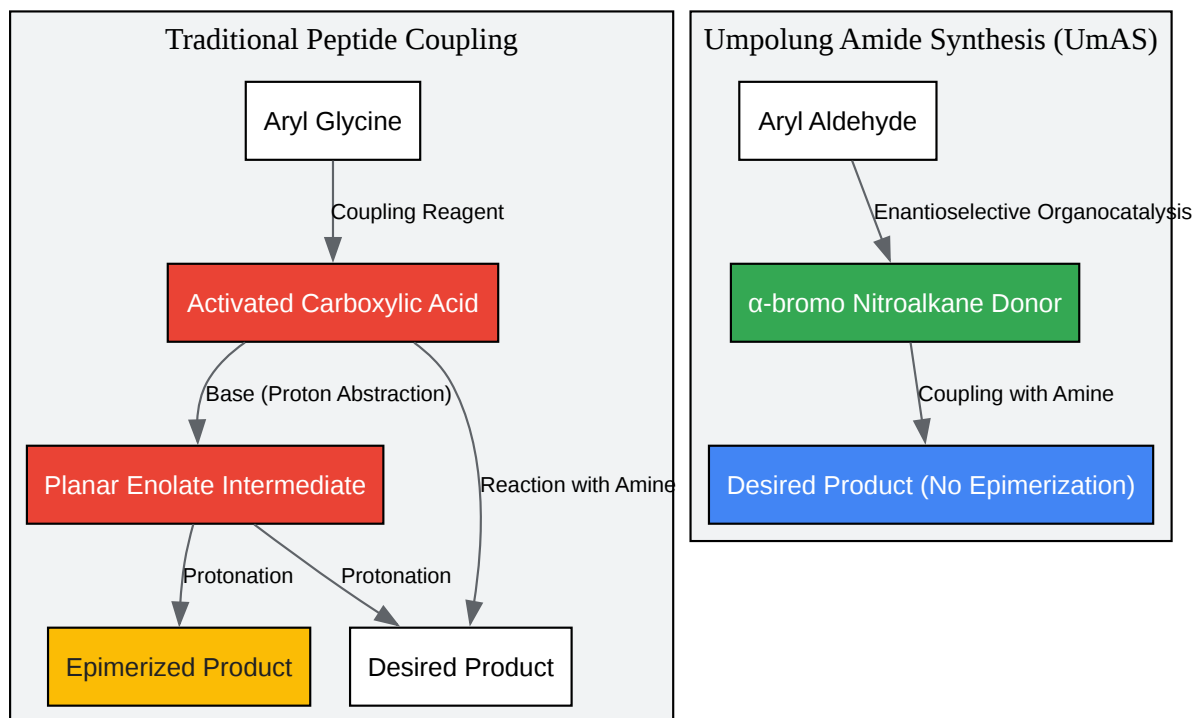 Traditional Peptide Coupling
Aryl Glycine
Coupling Reagent
Activated Carboxylic Acid
Base (Proton Abstraction)
Planar Enolate Intermediate
Reaction with Amine
Protonation
Protonation
Epimerized Product
Desired Product
Umpolung Amide Synthesis (UmAS)
Aryl Aldehyde
Enantioselective Organocatalysis
α-bromo Nitroalkane Donor
Coupling with Amine
Desired Product (No Epimerization)